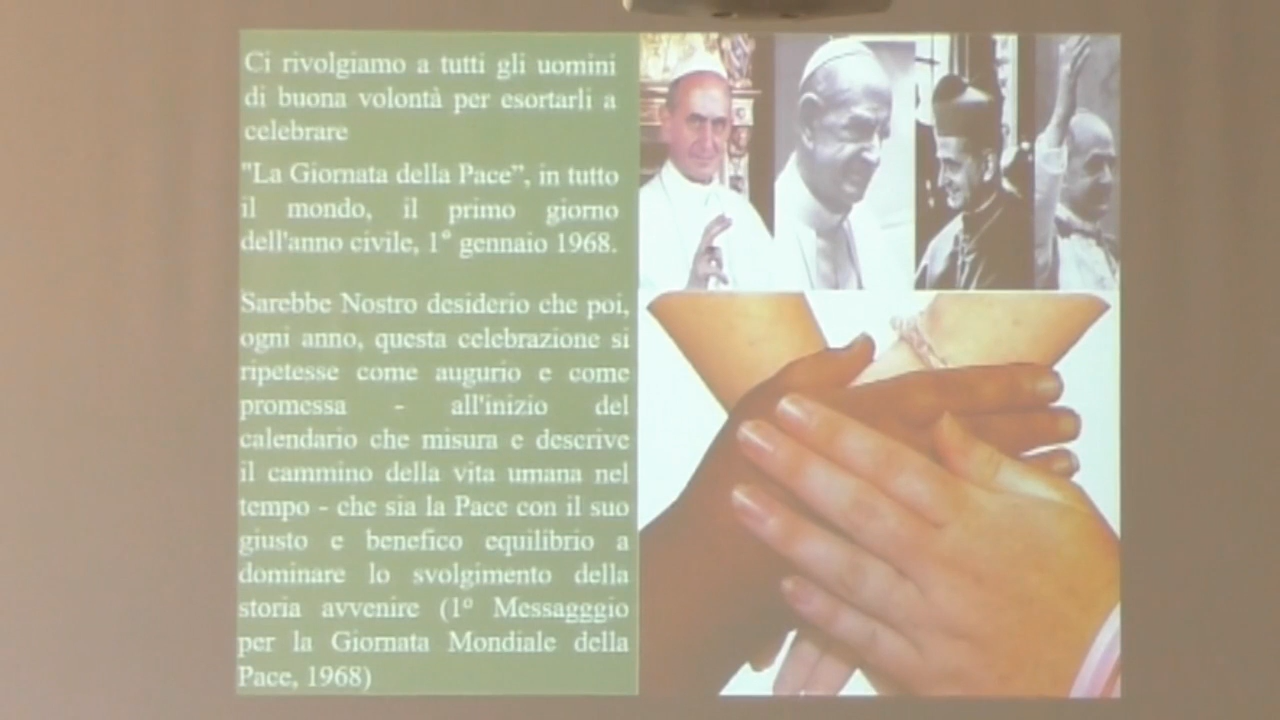 Ci rivolgiamo a tutti gli uomini
di buona volontà per esortarli a
celebrare
"La Giornata della Pace”, in tutto
il mondo, il primo giorno
dell'anno civile, 1° gennaio 1968.
Sarebbe Nostro desiderio che poi,
ogni anno, questa celebrazione si
ripetesse come augurio e come
promessa - all'inizio del
calendario che misura e descrive
il cammino della vita umana nel
tempo - che sia la Pace con il suo
giusto e benefico equilibrio a
dominare lo svolgimento della
storia avvenire (1° Messagggio
per la Giornata Mondiale della
Pace, 1968)